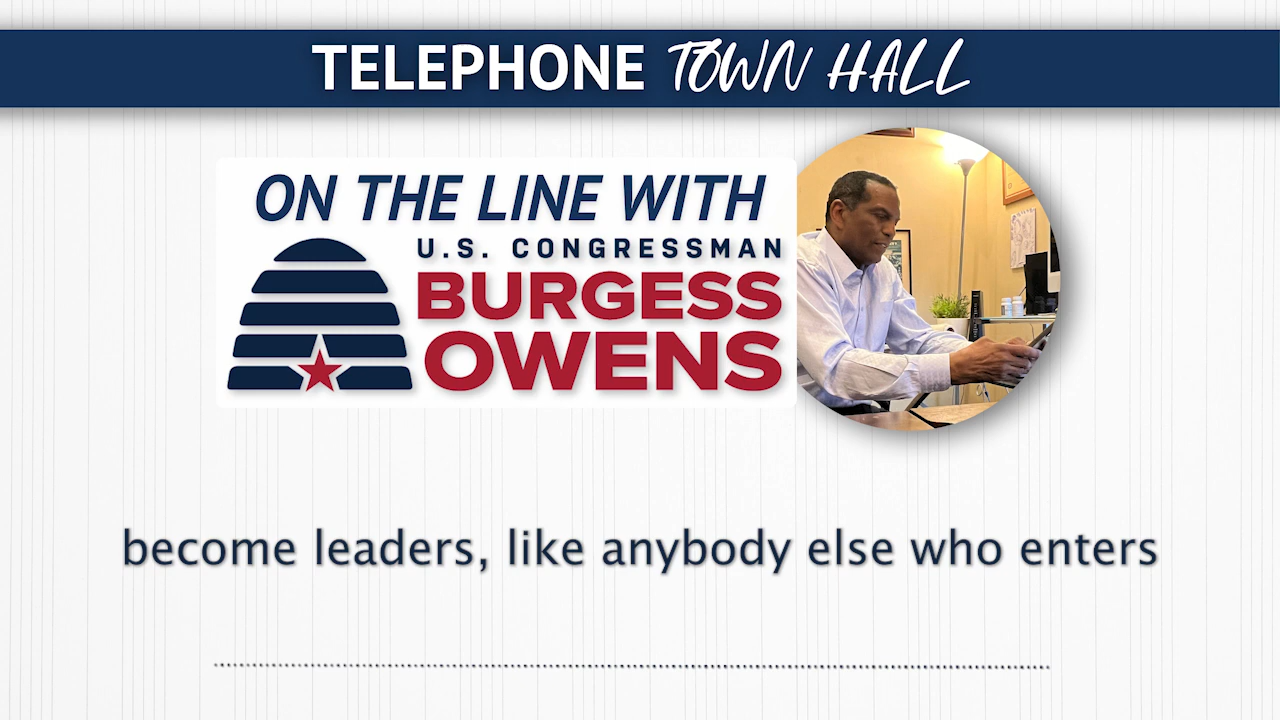 TELEPHONE TOWN HALL
ON THE LINE WITH
U.S. CONGRESSMAN
BURGESS
OWENS
become leaders, like anybody else who enters